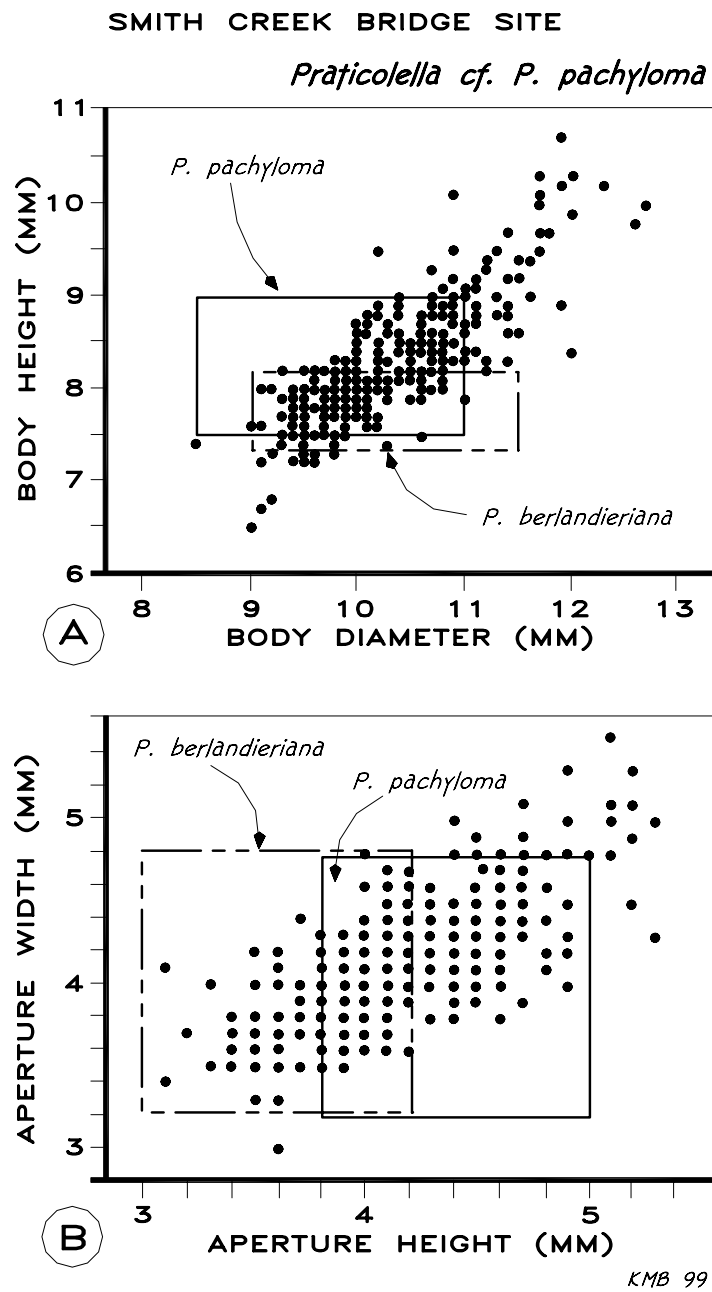 SMITH CREEK BRIDGE SITE
Praticolella cf. P. pachyloma
11
10
9
8
7
6
BODY HEIGHT (MM)
P. pachyloma
P. berlandieriana
8 9 10 11 12 13
A
BODY DIAMETER (MM)
5
4
3
APERTURE WIDTH (MM)
P. berlandieriana
P. pachyloma
3 4 5
B
APERTURE HEIGHT (MM)
KMB 99